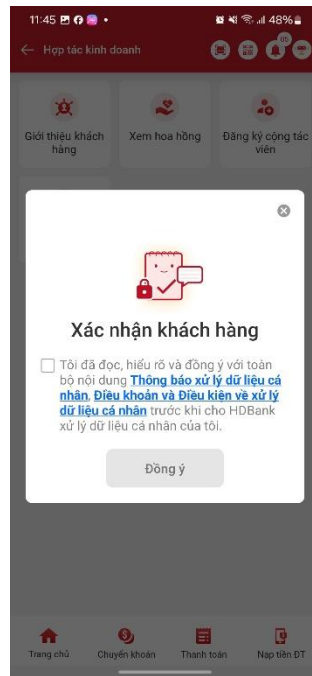 11:45
48%
Hợp tác kinh doanh
05
Giới thiệu khách
hàng
Xem hoa hồng
Đăng ký cộng tác
viên
Xác nhận khách hàng
Tôi đã đọc, hiểu rõ và đồng ý với toàn
bộ nội dung Thông báo xử lý dữ liệu cá
nhân, Điều khoản và Điều kiện về xử lý
dữ liệu cá nhân trước khi cho HDBank
xử lý dữ liệu cá nhân của tôi.
Đồng ý
Trang chủ
Chuyển khoản
Thanh toán
Nạp tiền ĐT